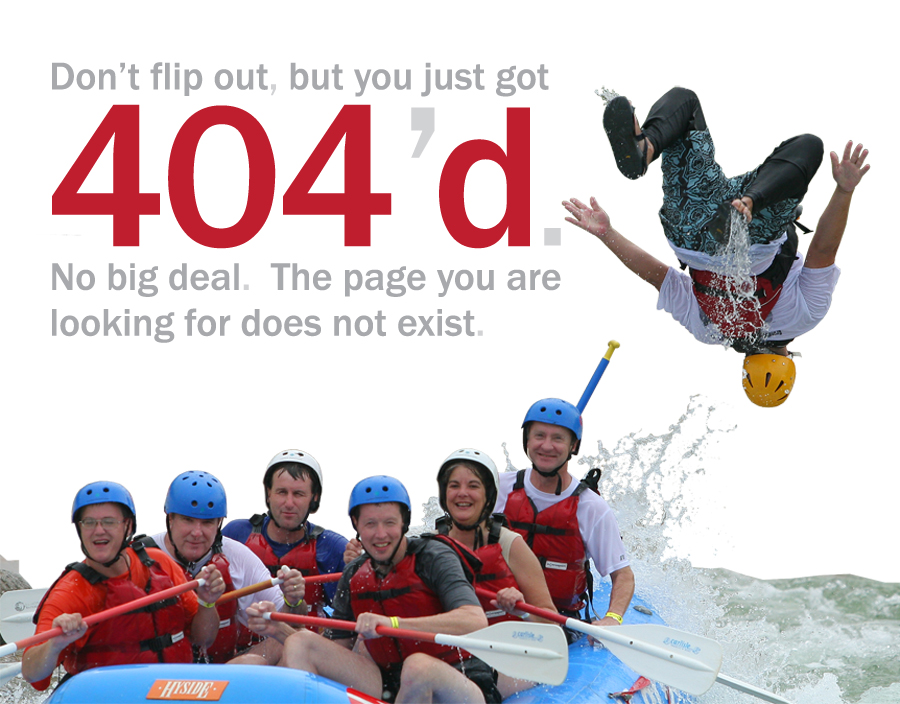 Don’t flip out, but you just got
404’d.
No big deal.  The page you are
looking for does not exist.
HYSIDE